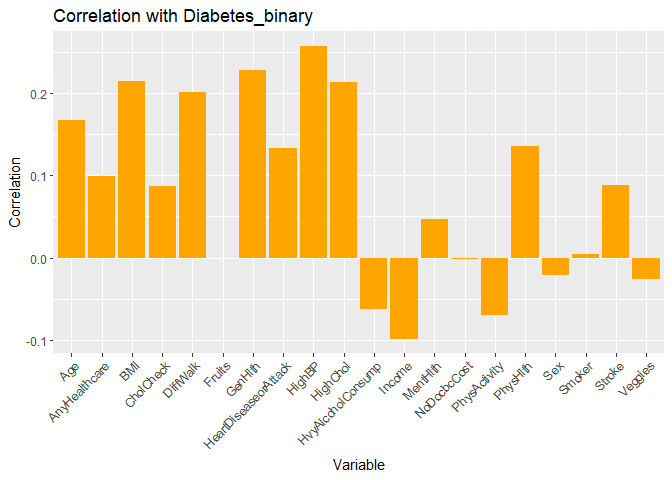 Correlation with Diabetes_binary
Correlation
0.2
0.1
0.0
-0.1
Age
AnyHealthcare
BMI
CholCheck
DiffWalk
Fruits
GenHlth
HeartDiseaseorAttack
HighBP
HighChol
HvyAlcoholConsump
Income
MentHlth
NoDocbcCost
PhysActivity
PhysHlth
Sex
Smoker
Stroke
Veggies
Variable